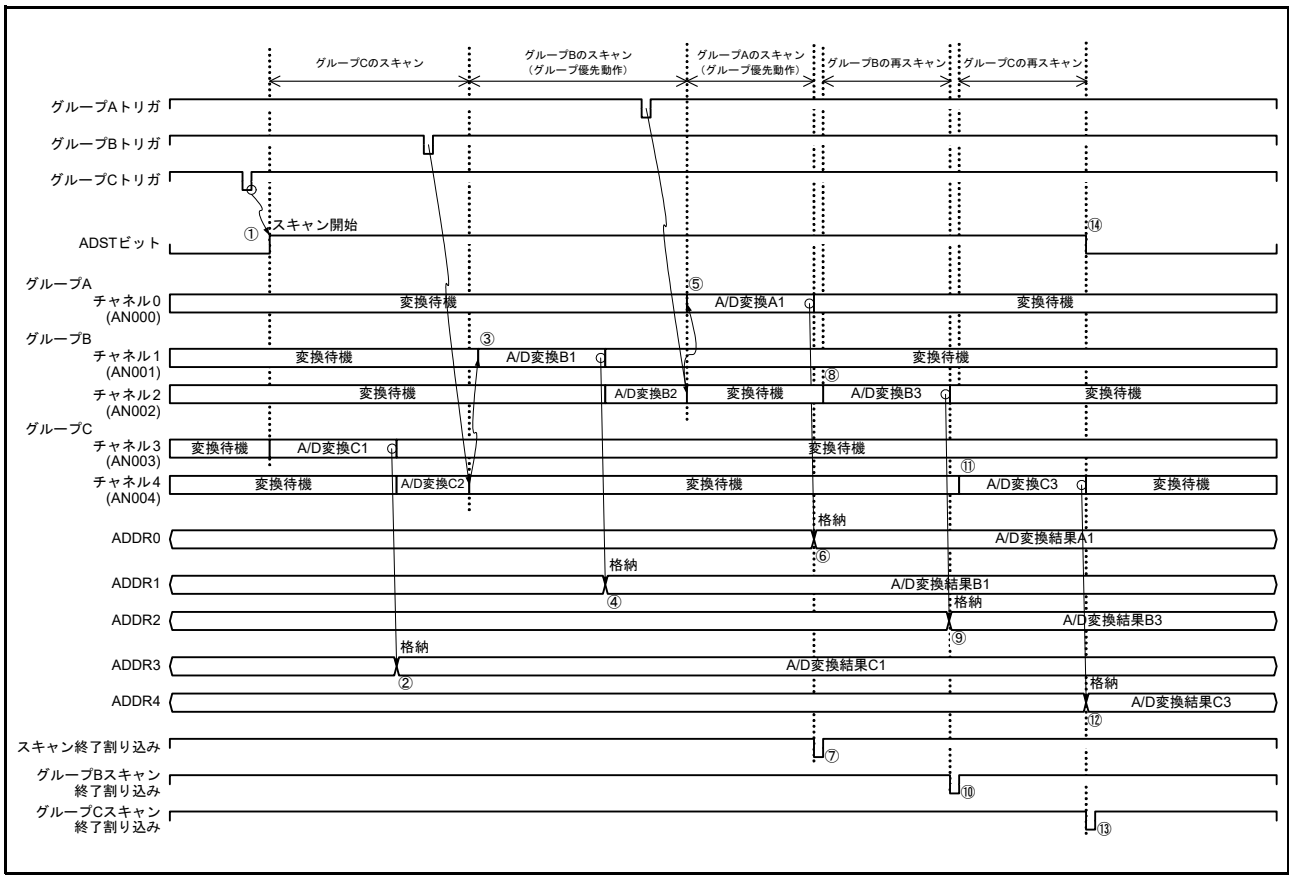 グループCのスキャン
グループBのスキャン
(グループ優先動作)
グループAのスキャン
(グループ優先動作)
グループBの再スキャン
グループCの再スキャン
グループAトリガ
グループBトリガ
グループCトリガ
ADSTビット
①
スキャン開始
⑭
グループA
チャネル0
(AN000)
変換待機
⑤
A/D変換A1
変換待機
グループB
チャネル1
(AN001)
変換待機
③
A/D変換B1
変換待機
チャネル2
(AN002)
変換待機
A/D変換B2
変換待機
⑧
A/D変換B3
変換待機
グループC
チャネル3
(AN003)
変換待機
A/D変換C1
変換待機
チャネル4
(AN004)
変換待機
A/D変換C2
変換待機
⑪
A/D変換C3
変換待機
ADDR0
格納
⑥
A/D変換結果A1
ADDR1
格納
④
A/D変換結果B1
ADDR2
格納
⑨
A/D変換結果B3
ADDR3
格納
②
A/D変換結果C1
ADDR4
格納
⑫
A/D変換結果C3
スキャン終了割り込み
⑦
グループBスキャン
終了割り込み
⑩
グループCスキャン
終了割り込み
⑬